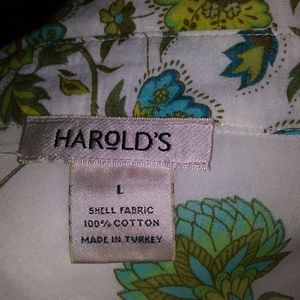 HAROLD'S
L
SHELL FABRIC
100% COTTON
MADE IN TURKEY